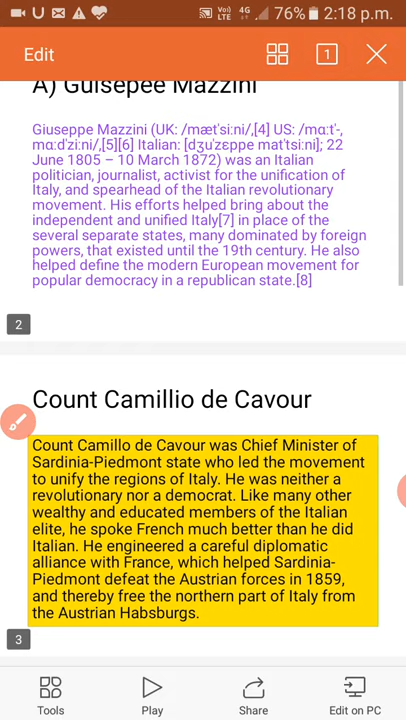 76% 2:18 p.m.
Edit
1
A) Guisepee Mazzini
Giuseppe Mazzini (UK: /mætˈsiːni/,[4] US: /mɑːtˈ-,
mɑːdˈziːni/,[5][6] Italian: [dʒuˈzɛppe matˈtsiːni]; 22
June 1805 – 10 March 1872) was an Italian
politician, journalist, activist for the unification of
Italy, and spearhead of the Italian revolutionary
movement. His efforts helped bring about the
independent and unified Italy[7] in place of the
several separate states, many dominated by foreign
powers, that existed until the 19th century. He also
helped define the modern European movement for
popular democracy in a republican state.[8]
2
Count Camillio de Cavour
Count Camillo de Cavour was Chief Minister of
Sardinia-Piedmont state who led the movement
to unify the regions of Italy. He was neither a
revolutionary nor a democrat. Like many other
wealthy and educated members of the Italian
elite, he spoke French much better than he did
Italian. He engineered a careful diplomatic
alliance with France, which helped Sardinia-
Piedmont defeat the Austrian forces in 1859,
and thereby free the northern part of Italy from
the Austrian Habsburgs.
3
Tools Play Share Edit on PC